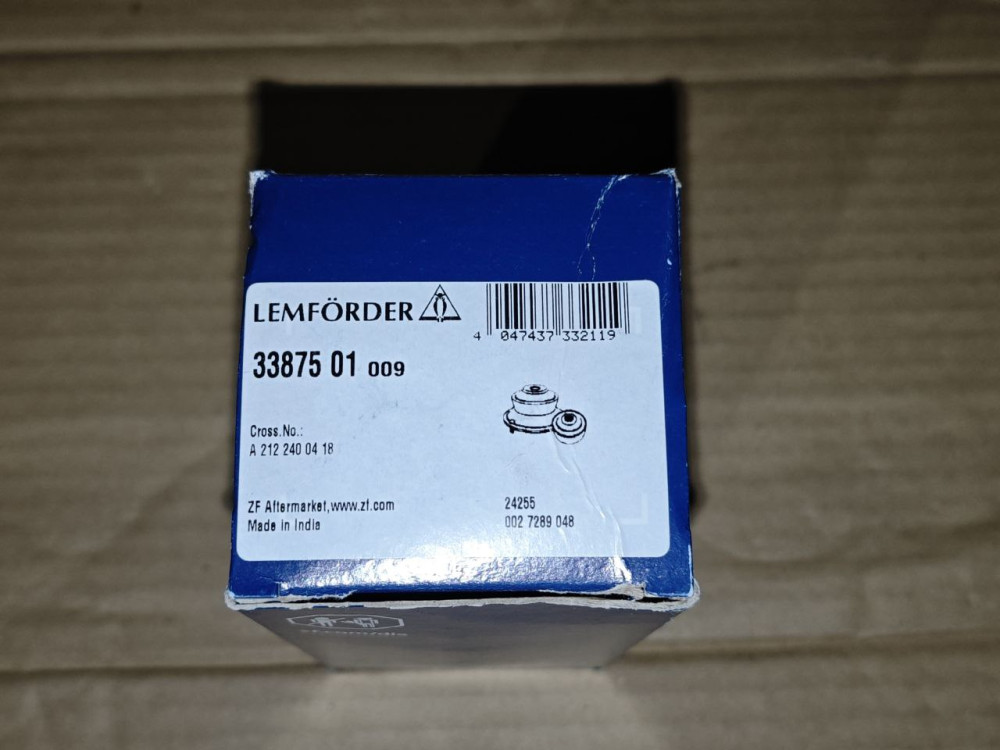 LEMFÖRDER
4 047437 332119
33875 01 009
Cross.No.:
A 212 240 04 18
ZF Aftermarket,www.zf.com
Made in India
24255
002 7289 048